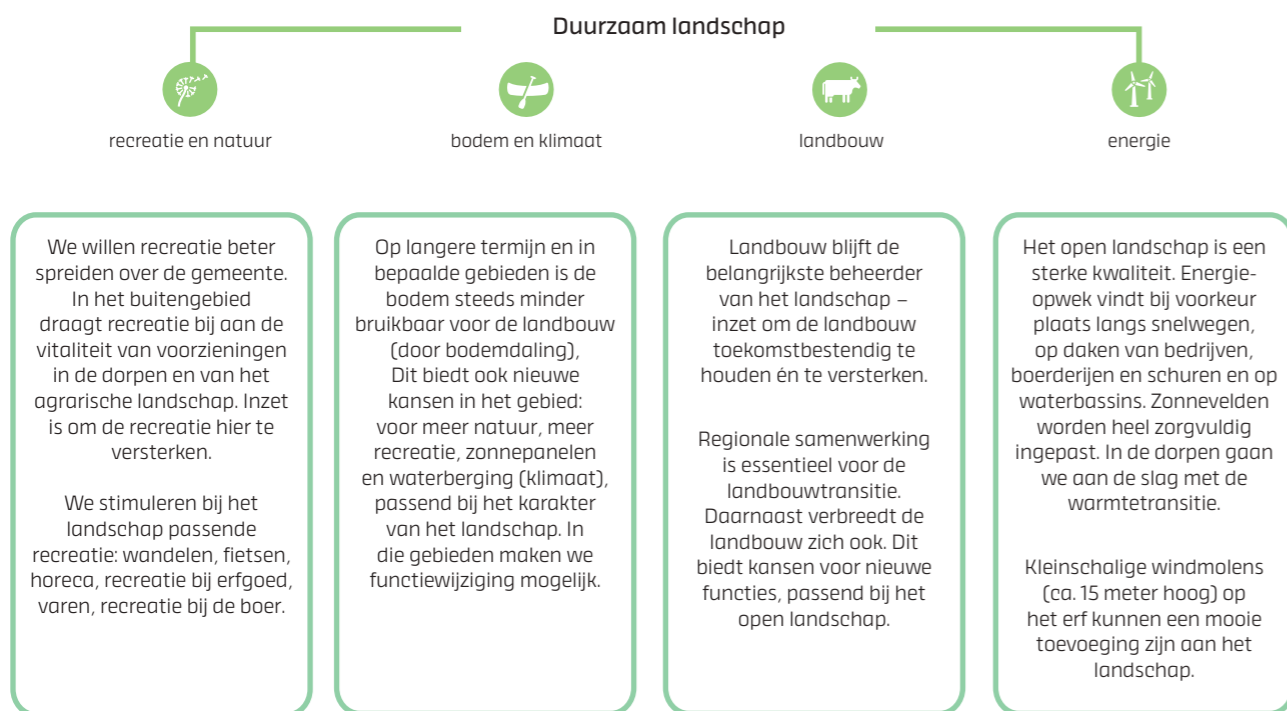 Duurzaam landschap
recreatie en natuur
bodem en klimaat
landbouw
energie
We willen recreatie beter
spreiden over de gemeente.
In het buitengebied
draagt recreatie bij aan de
vitaliteit van voorzieningen
in de dorpen en van het
agrarische landschap. Inzet
is om de recreatie hier te
versterken.
We stimuleren bij het
landschap passende
recreatie: wandelen, fietsen,
horeca, recreatie bij erfgoed,
varen, recreatie bij de boer.
Op langere termijn en in
bepaalde gebieden is de
bodem steeds minder
bruikbaar voor de landbouw
(door bodemdaling),
Dit biedt ook nieuwe
kansen in het gebied:
voor meer natuur, meer
recreatie, zonnepanelen
en waterberging (klimaat),
passend bij het karakter
van het landschap. In
die gebieden maken we
functiewijziging mogelijk.
Landbouw blijft de
belangrijkste beheerder
van het landschap –
inzet om de landbouw
toekomstbestendig te
houden én te versterken.
Regionale samenwerking
is essentieel voor de
landbouwtransitie.
Daarnaast verbreedt de
landbouw zich ook. Dit
biedt kansen voor nieuwe
functies, passend bij het
open landschap.
Het open landschap is een
sterke kwaliteit. Energie-
opwek vindt bij voorkeur
plaats langs snelwegen,
op daken van bedrijven,
boerderijen en schuren en op
waterbassins. Zonnevelden
worden heel zorgvuldig
ingepast. In de dorpen gaan
we aan de slag met de
warmtetransitie.
Kleinschalige windmolens
(ca. 15 meter hoog) op
het erf kunnen een mooie
toevoeging zijn aan het
landschap.